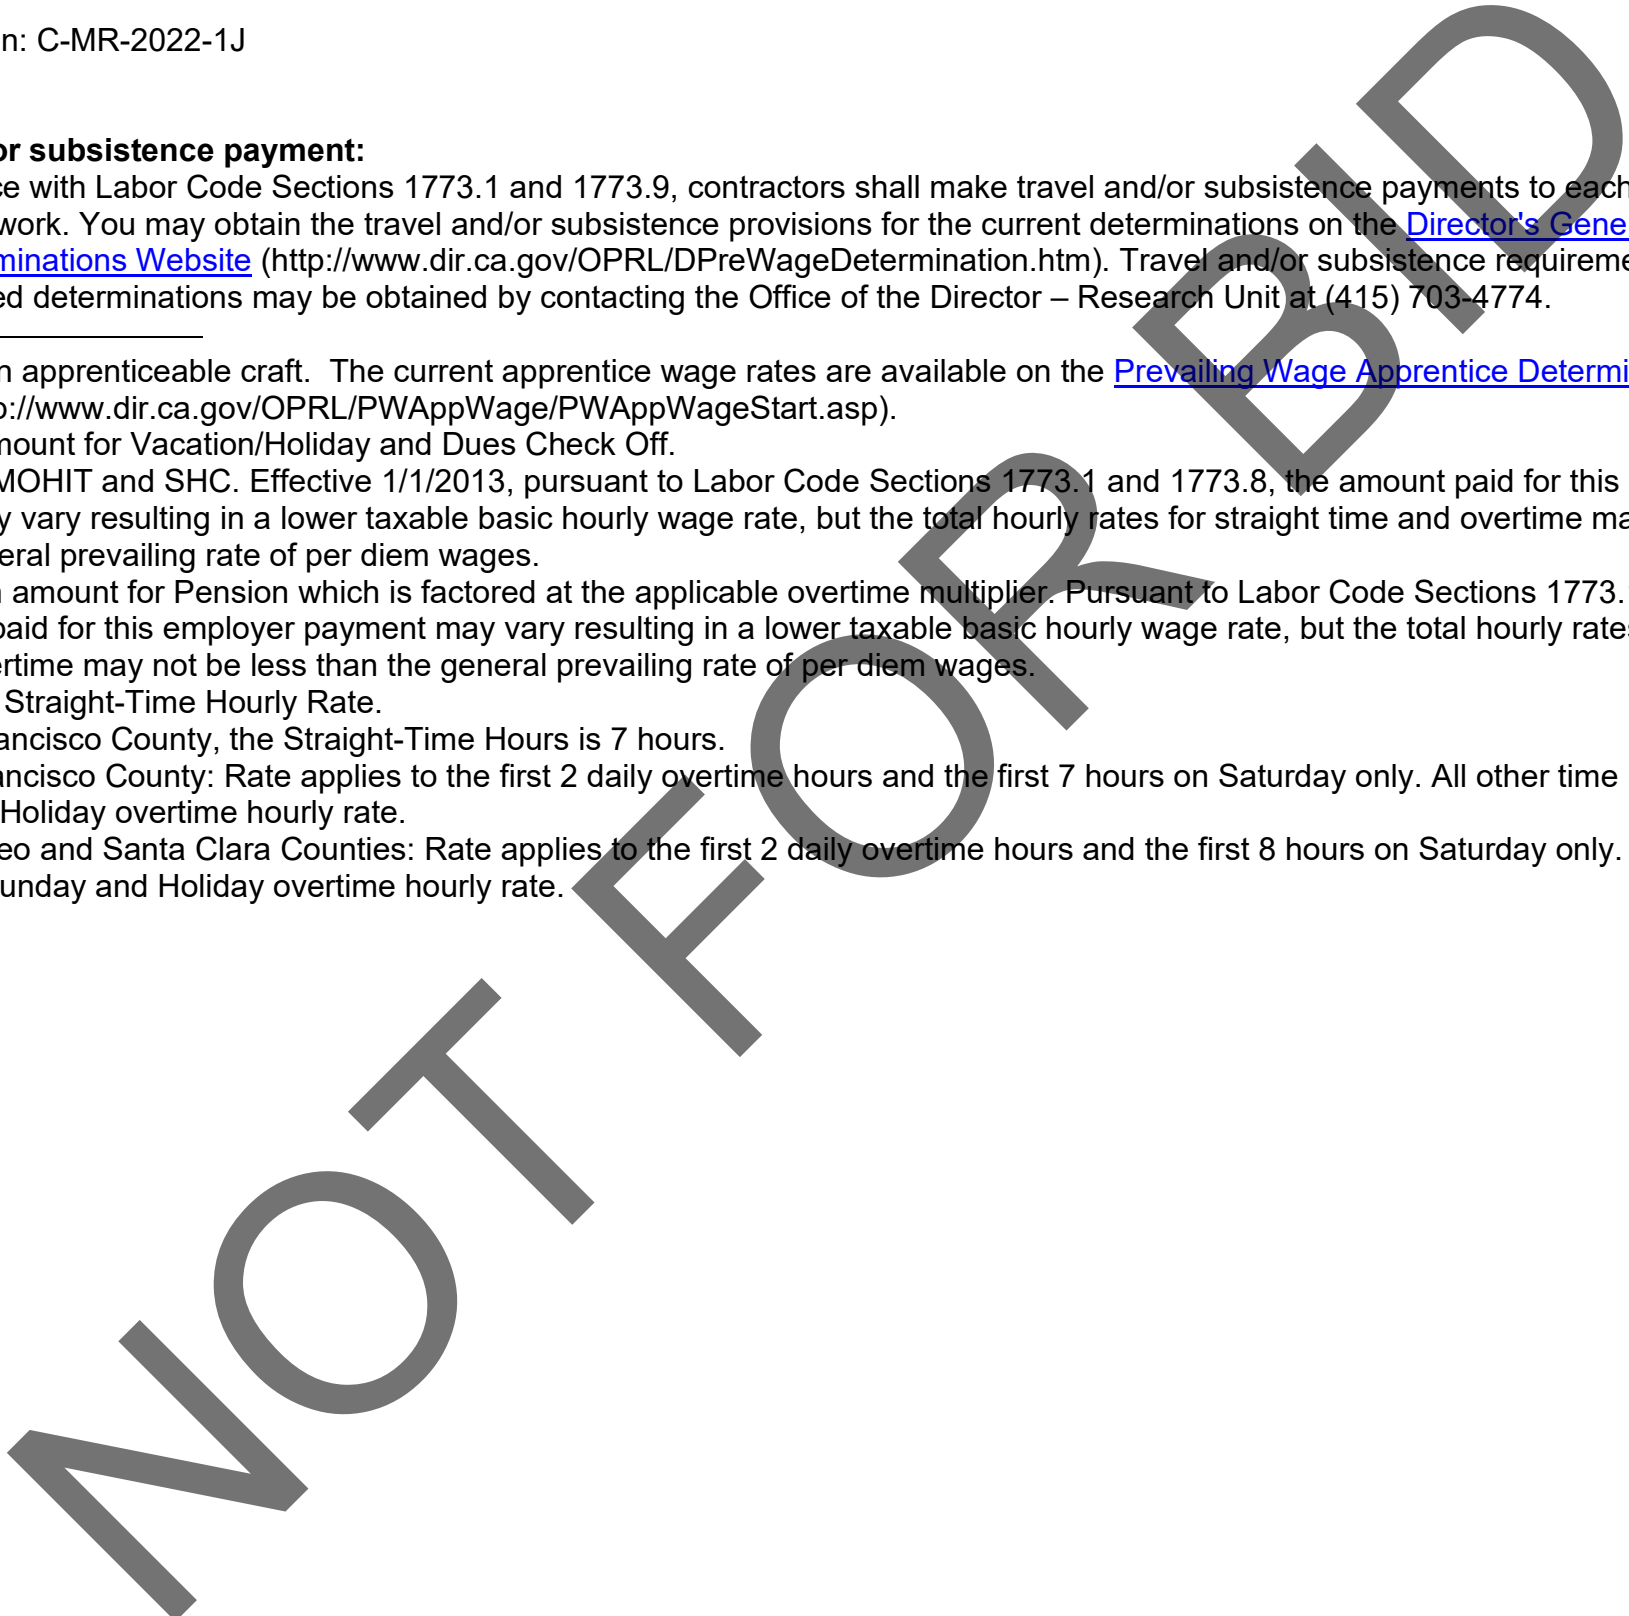 n: C-MR-2022-1J
or subsistence payment:
ce with Labor Code Sections 1773.1 and 1773.9, contractors shall make travel and/or subsistence payments to each
work. You may obtain the travel and/or subsistence provisions for the current determinations on the Director's Gene
minations Website (http://www.dir.ca.gov/OPRL/DPreWageDetermination.htm). Travel and/or subsistence requireme
ed determinations may be obtained by contacting the Office of the Director – Research Unit at (415) 703-4774.
n apprenticeable craft.  The current apprentice wage rates are available on the Prevailing Wage Apprentice Determi
p://www.dir.ca.gov/OPRL/PWAppWage/PWAppWageStart.asp).
mount for Vacation/Holiday and Dues Check Off.
MOHIT and SHC. Effective 1/1/2013, pursuant to Labor Code Sections 1773.1 and 1773.8, the amount paid for this
y vary resulting in a lower taxable basic hourly wage rate, but the total hourly rates for straight time and overtime ma
eral prevailing rate of per diem wages.
n amount for Pension which is factored at the applicable overtime multiplier. Pursuant to Labor Code Sections 1773.
paid for this employer payment may vary resulting in a lower taxable basic hourly wage rate, but the total hourly rates
ertime may not be less than the general prevailing rate of per diem wages.
Straight-Time Hourly Rate.
ancisco County, the Straight-Time Hours is 7 hours.
ancisco County: Rate applies to the first 2 daily overtime hours and the first 7 hours on Saturday only. All other time
Holiday overtime hourly rate.
eo and Santa Clara Counties: Rate applies to the first 2 daily overtime hours and the first 8 hours on Saturday only.
unday and Holiday overtime hourly rate.
NOT FOR BID